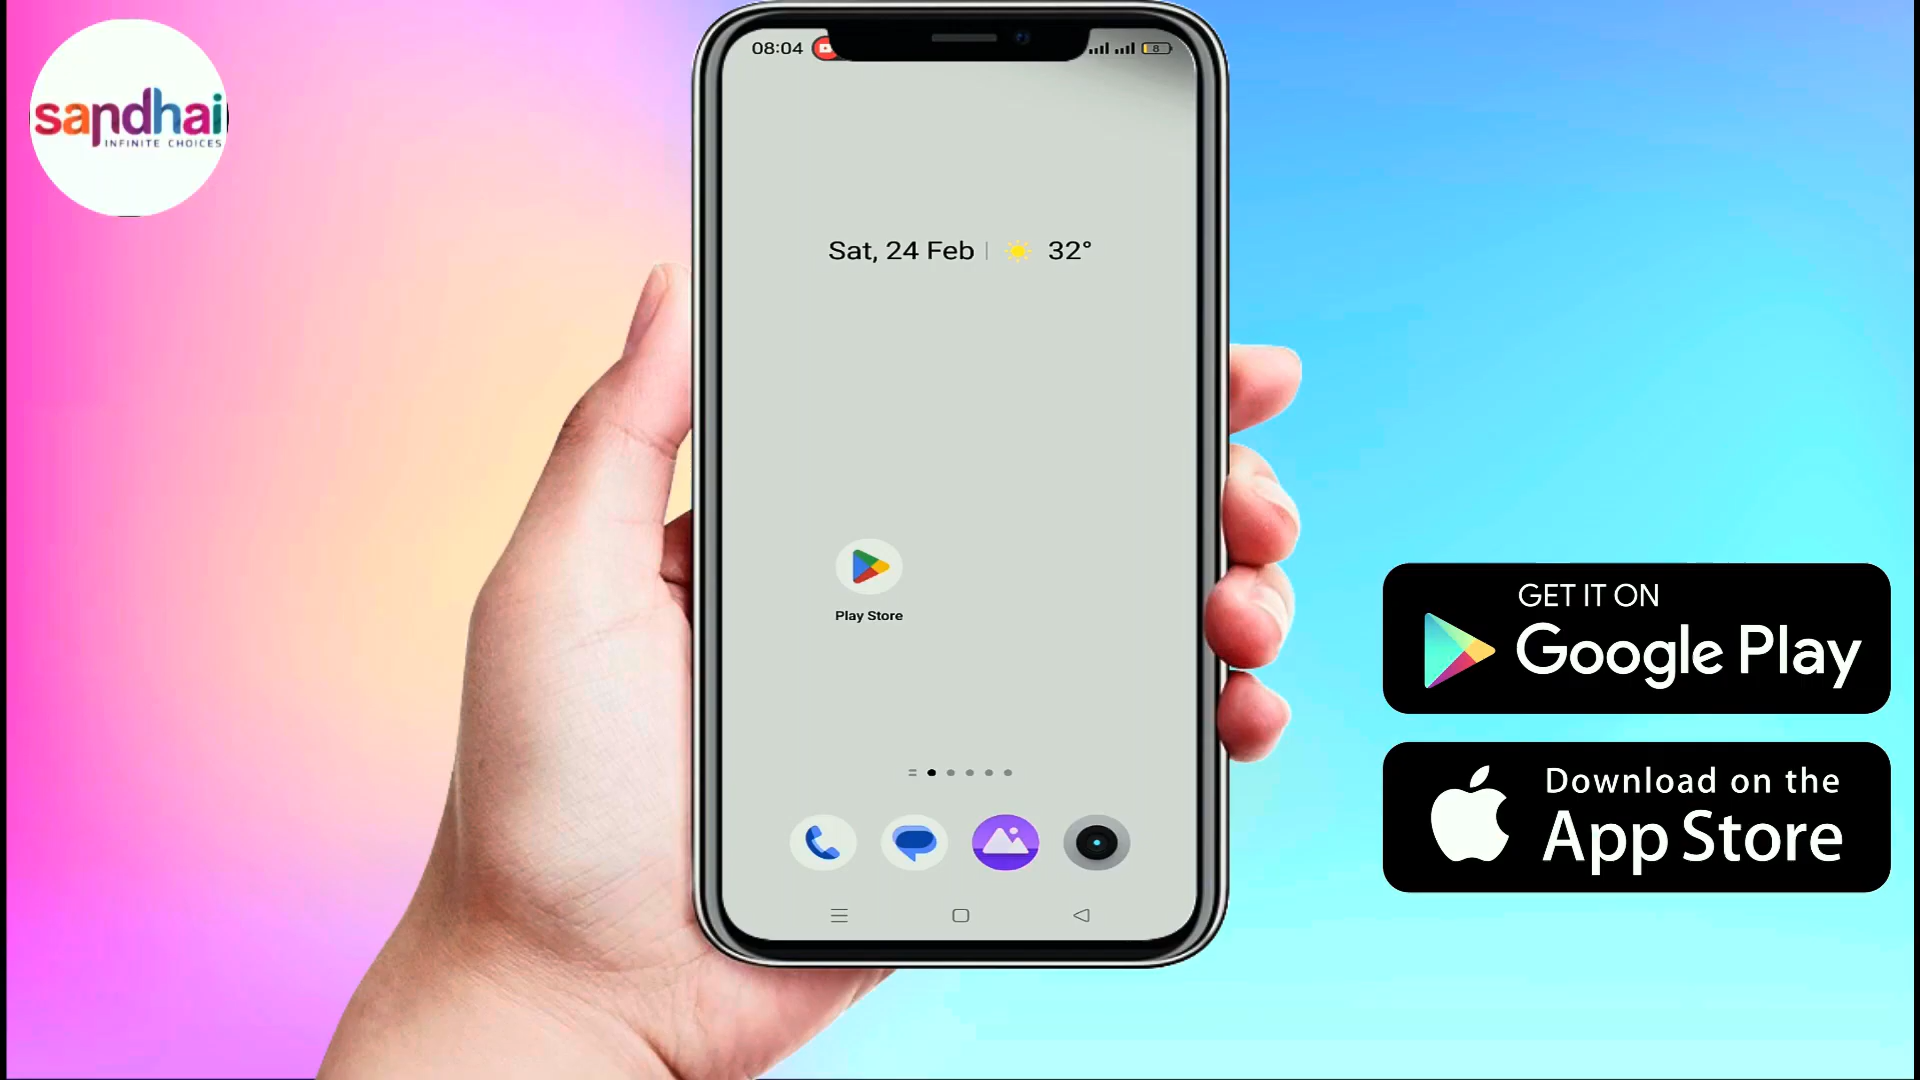 sandhai
INFINITE CHOICES
08:04
8
Sat, 24 Feb
32°
Play Store
GET IT ON
Google Play
Download on the
App Store